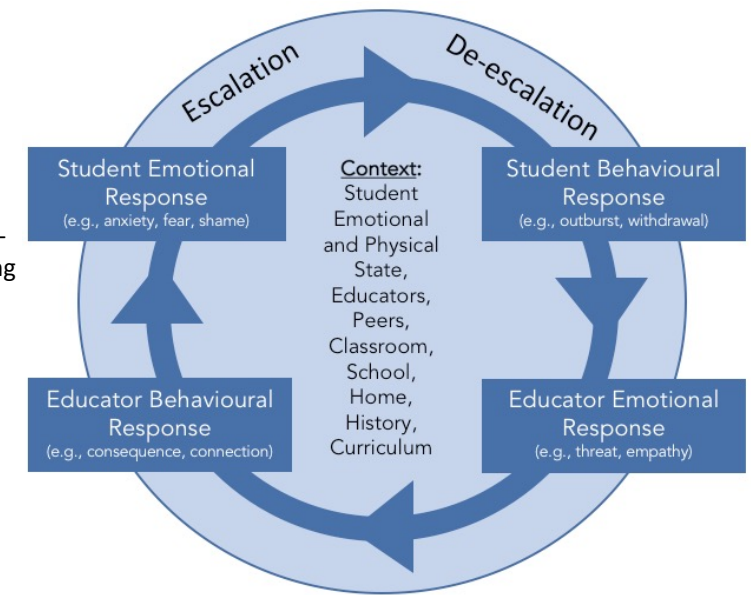 Escalation
De-escalation
Student Emotional
Response
(e.g., anxiety, fear, shame)
Context:
Student
Emotional
and Physical
State,
Educators,
Peers,
Classroom,
School,
Home,
History,
Curriculum
Student Behavioural
Response
(e.g., outburst, withdrawal)
Educator Behavioural
Response
(e.g., consequence, connection)
Educator Emotional
Response
(e.g., threat, empathy)